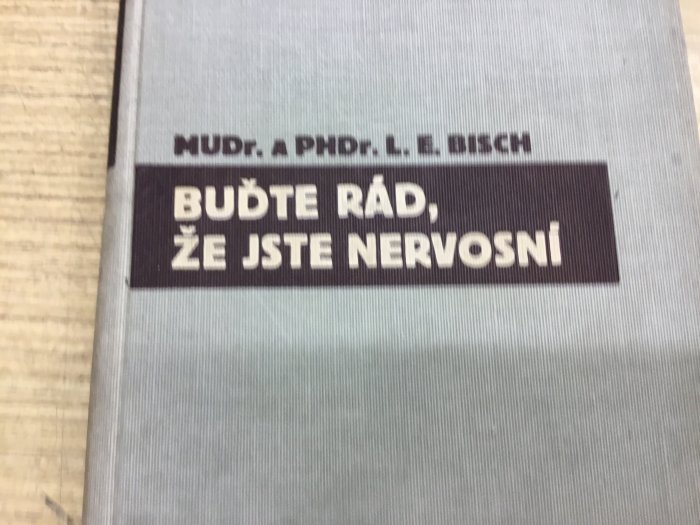 MUDr. A PHDr. L. E. BISCH
BUĎTE RÁD,
ŽE JSTE NERVOSNÍ